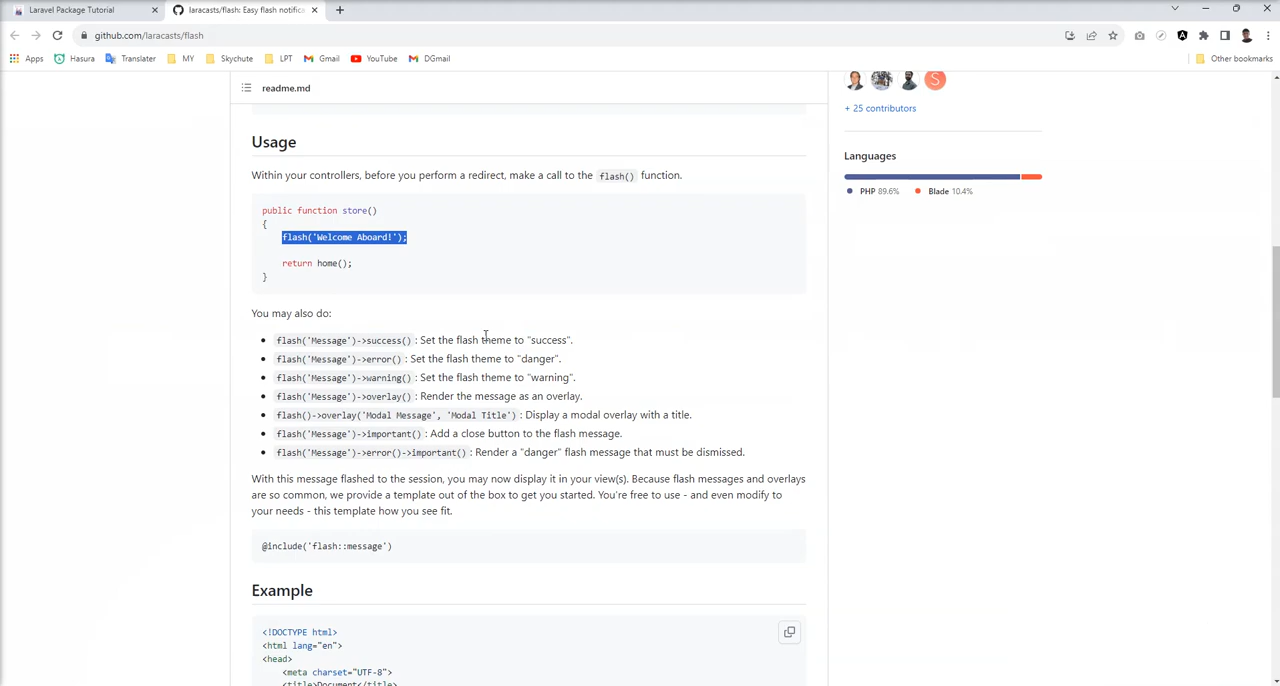 Laravel Package Tutorial
laracasts/flash: Easy flash notifica
github.com/laracasts/flash
Apps Hasura Translater MY Skychute LPT Gmail YouTube DGmail Other bookmarks
readme.md
+ 25 contributors
Usage
Within your controllers, before you perform a redirect, make a call to the flash() function.
public function store()
{
flash('Welcome Aboard!');
return home();
}
You may also do:
flash('Message')->success() : Set the flash theme to "success".
flash('Message')->error() : Set the flash theme to "danger".
flash('Message')->warning() : Set the flash theme to "warning".
flash('Message')->overlay() : Render the message as an overlay.
flash()->overlay('Modal Message', 'Modal Title') : Display a modal overlay with a title.
flash('Message')->important() : Add a close button to the flash message.
flash('Message')->error()->important() : Render a "danger" flash message that must be dismissed.
With this message flashed to the session, you may now display it in your view(s). Because flash messages and overlays
are so common, we provide a template out of the box to get you started. You're free to use - and even modify to
your needs - this template how you see fit.
@include('flash::message')
Example
<!DOCTYPE html>
<html lang="en">
<head>
<meta charset="UTF-8">
<title>Document</title>
S
Languages
PHP 89.6% Blade 10.4%